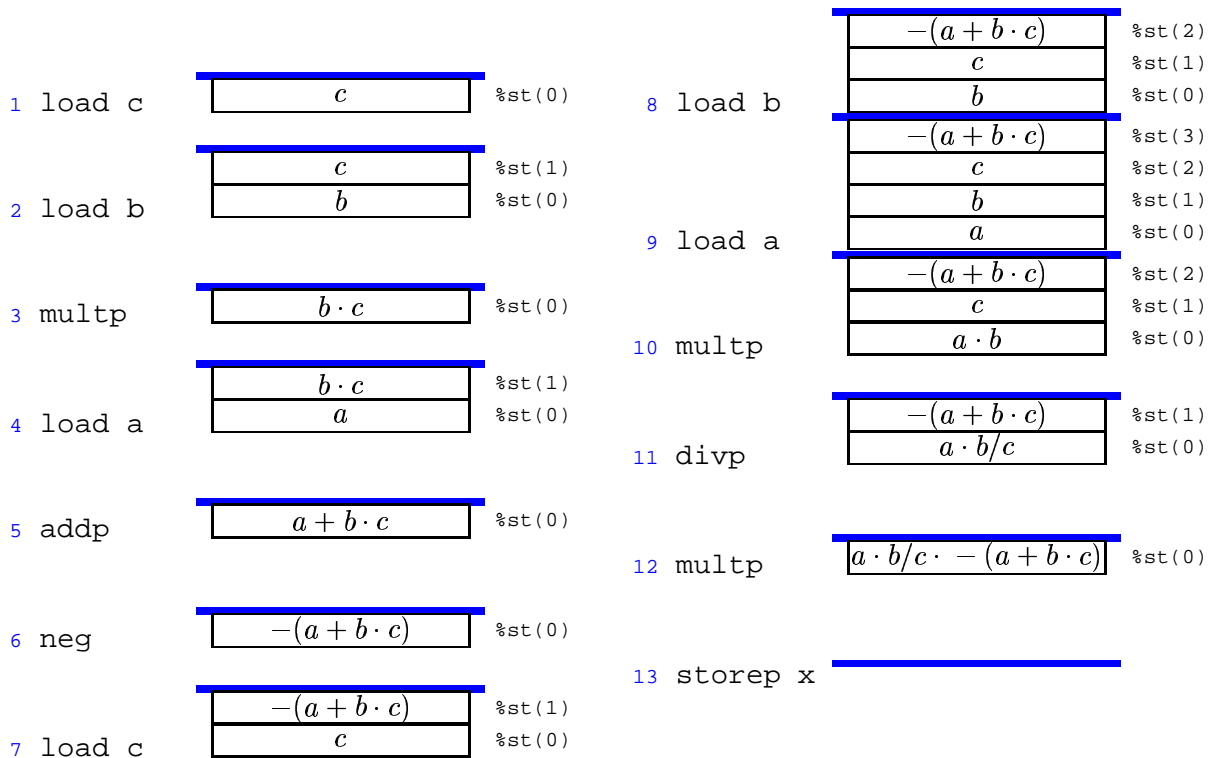 1 load c
c %st(0)
2 load b
c %st(1)
b %st(0)
3 multp
b · c %st(0)
4 load a
b · c %st(1)
a %st(0)
5 addp
a + b · c %st(0)
6 neg
−(a + b · c) %st(0)
7 load c
−(a + b · c) %st(1)
c %st(0)
8 load b
−(a + b · c) %st(2)
c %st(1)
b %st(0)
9 load a
−(a + b · c) %st(3)
c %st(2)
b %st(1)
a %st(0)
10 multp
−(a + b · c) %st(2)
c %st(1)
a · b %st(0)
11 divp
−(a + b · c) %st(1)
a · b/c %st(0)
12 multp
a · b/c · − (a + b · c) %st(0)
13 storep x